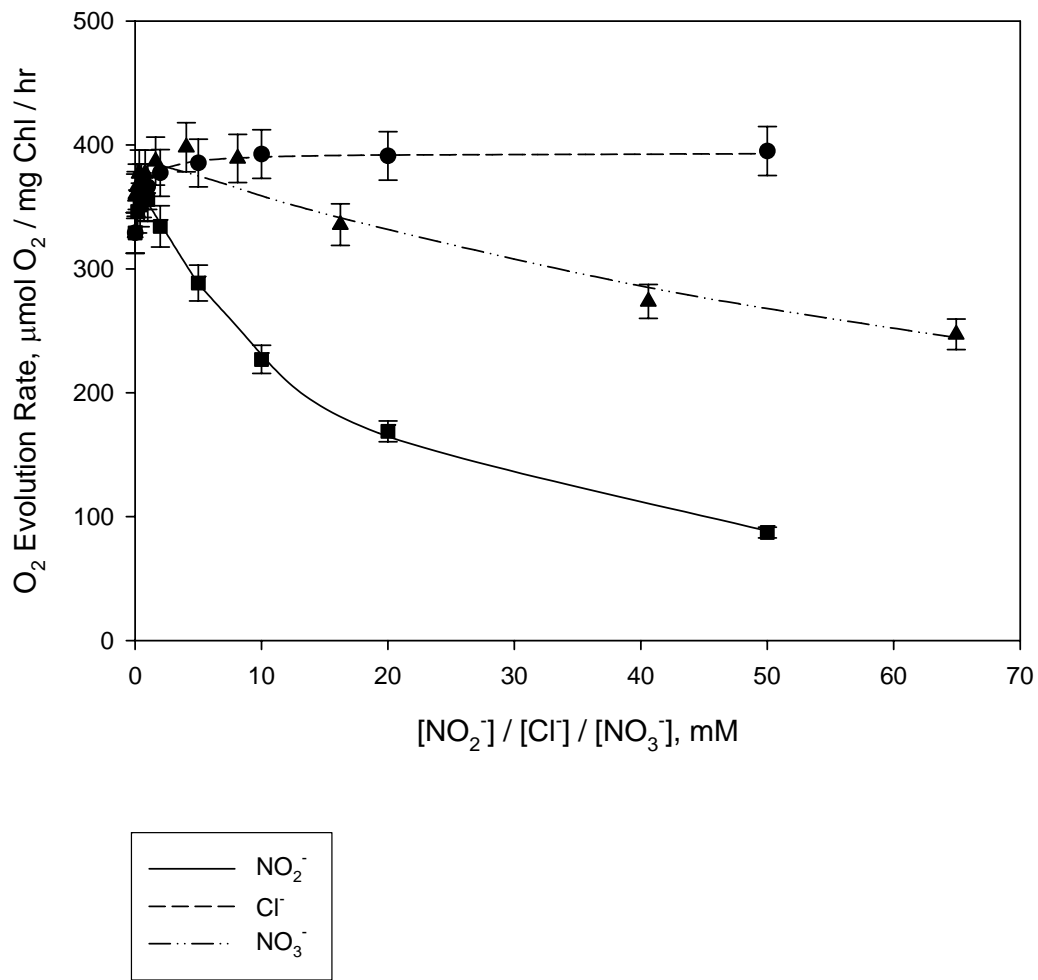 500
400
300
200
100
0
O₂ Evolution Rate, μmol O₂ / mg Chl / hr
0 10 20 30 40 50 60 70
[NO₂⁻] / [Cl⁻] / [NO₃⁻], mM
NO₂⁻
Cl⁻
NO₃⁻